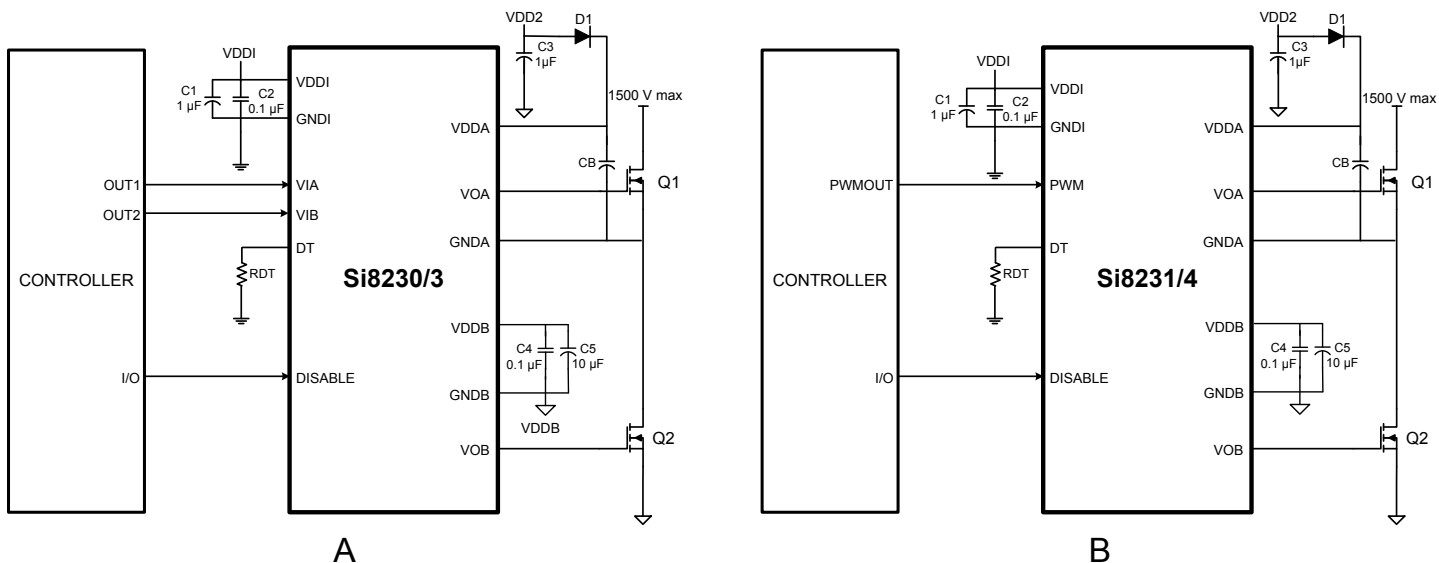 CONTROLLER
OUT1
OUT2
I/O
VDDI
C1
1 µF
C2
0.1 µF
Si8230/3
VDDI
GNDI
VIA
VIB
DT
RDT
DISABLE
VDDA
VOA
GNDA
VDDB
GNDB
VOB
VDD2
C3
1µF
D1
1500 V max
CB
Q1
C4
0.1 µF
C5
10 µF
VDDB
Q2
A
CONTROLLER
PWMOUT
I/O
VDDI
C1
1 µF
C2
0.1 µF
Si8231/4
VDDI
GNDI
PWM
DT
RDT
DISABLE
VDDA
VOA
GNDA
VDDB
GNDB
VOB
VDD2
C3
1µF
D1
1500 V max
CB
Q1
C4
0.1 µF
C5
10 µF
Q2
B